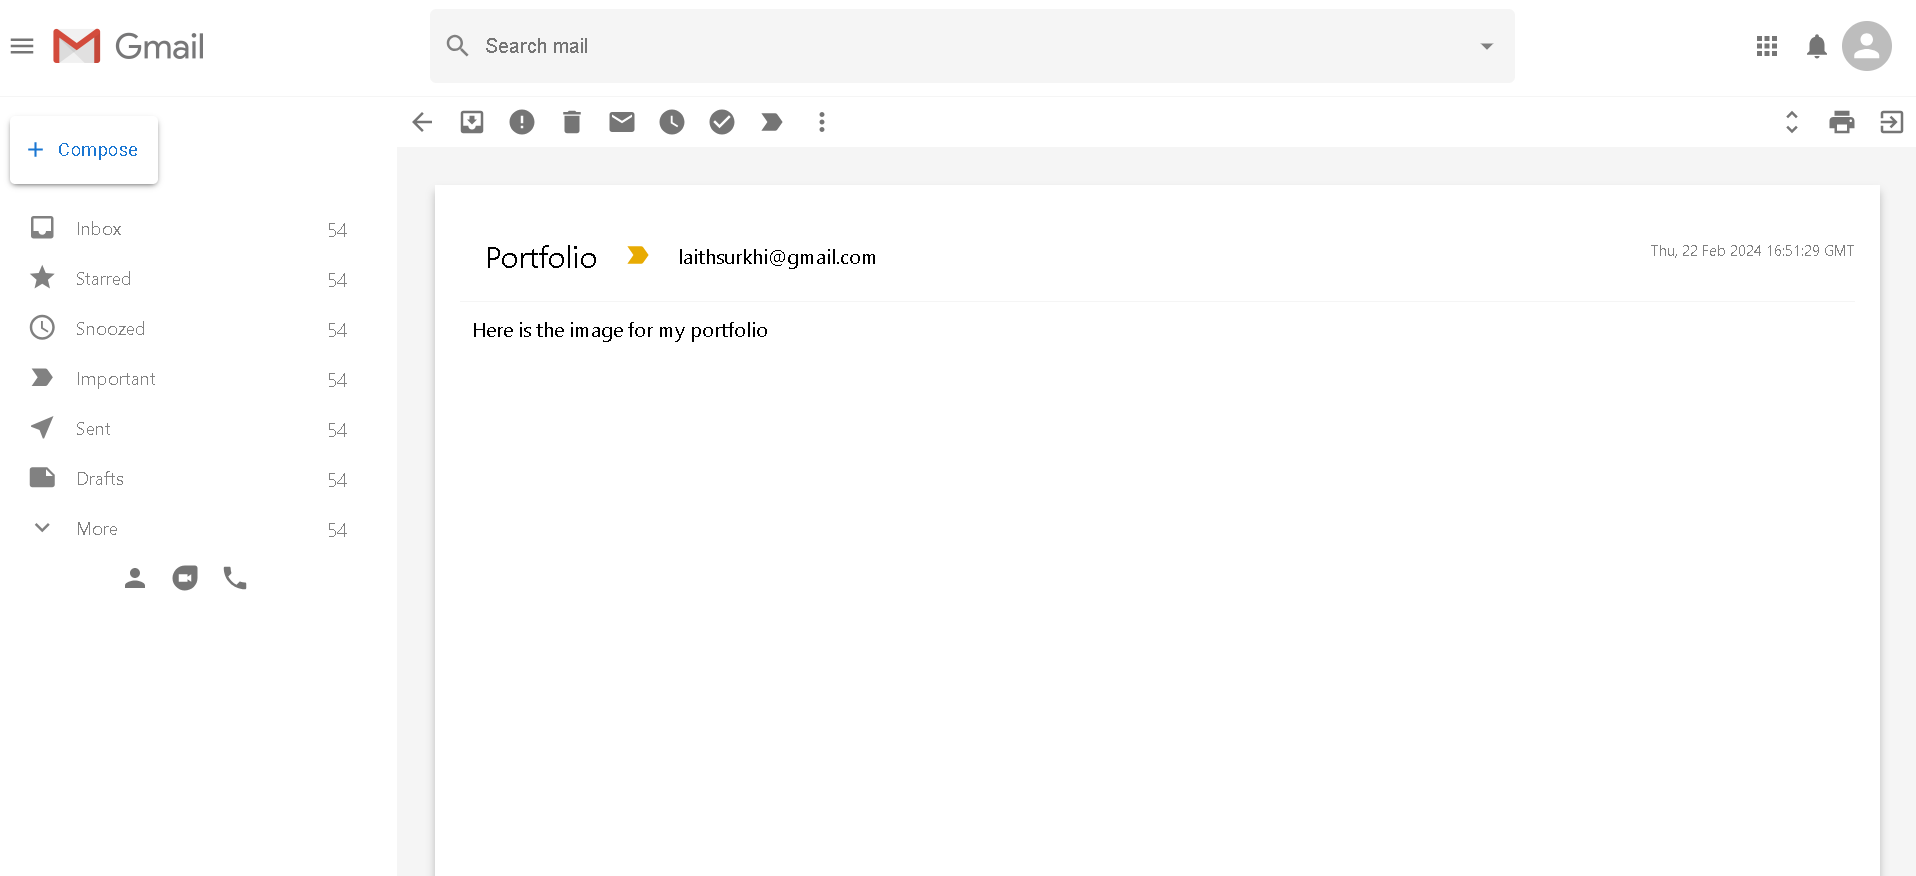 Gmail
Search mail
Compose
Inbox 54
Starred 54
Snoozed 54
Important 54
Sent 54
Drafts 54
More 54
Portfolio laithsurkhi@gmail.com Thu, 22 Feb 2024 16:51:29 GMT
Here is the image for my portfolio